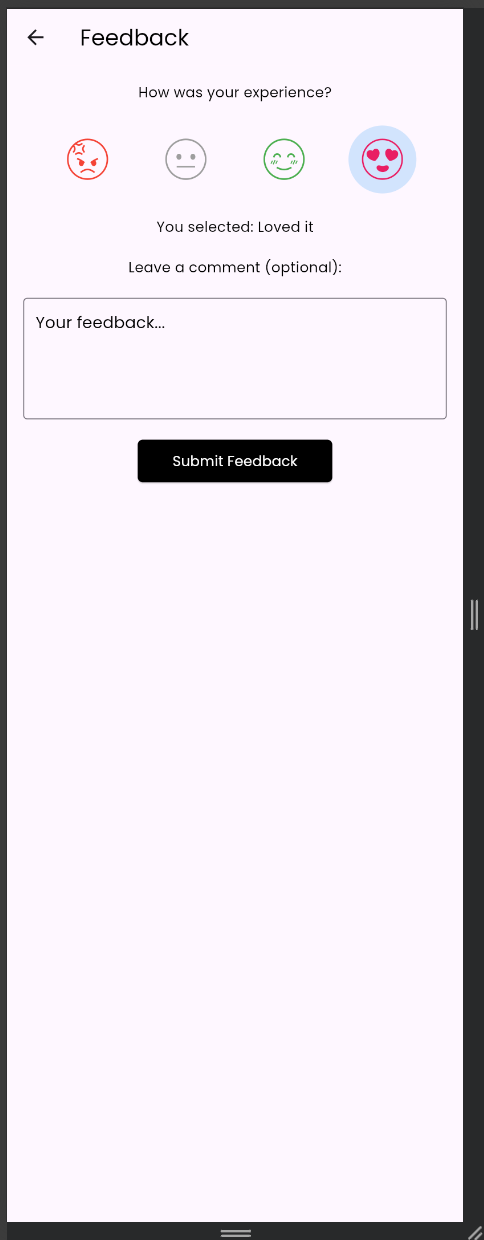 Feedback
How was your experience?
You selected: Loved it
Leave a comment (optional):
Your feedback...
Submit Feedback